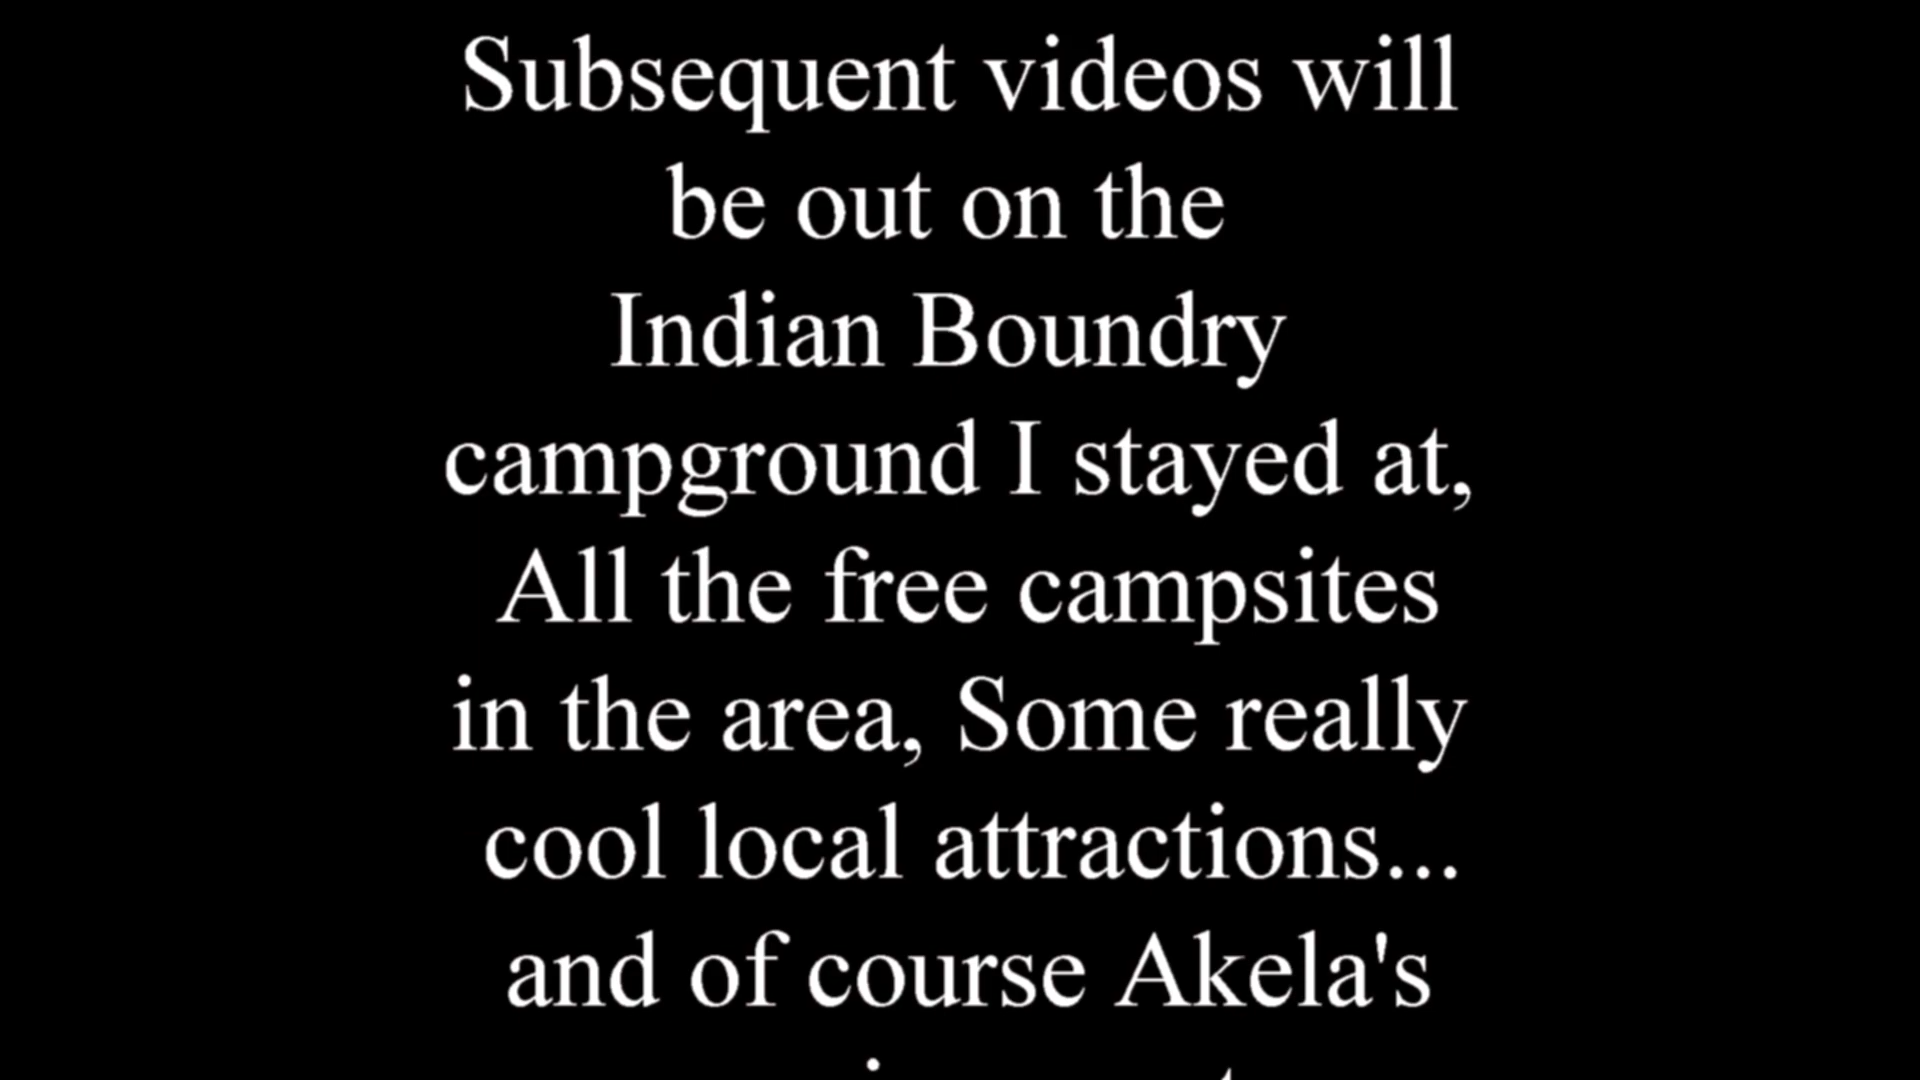 Subsequent videos will
be out on the
Indian Boundry
campground I stayed at,
All the free campsites
in the area, Some really
cool local attractions...
and of course Akela's